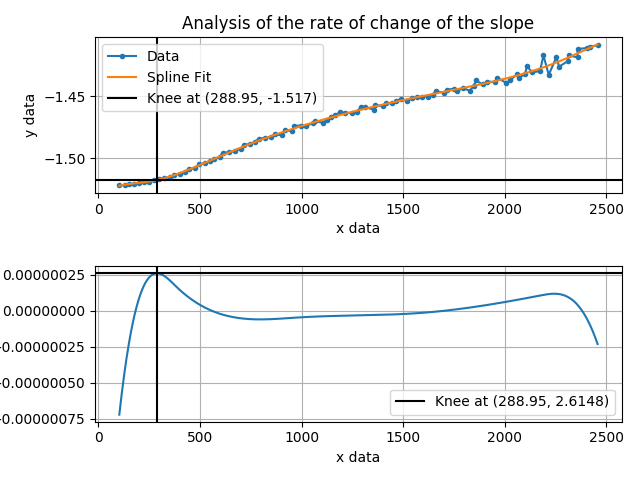 Analysis of the rate of change of the slope
Data
Spline Fit
Knee at (288.95, -1.517)
−1.45
−1.50
y data
0 500 1000 1500 2000 2500
x data
0.00000025
0.00000000
0.00000025
0.00000050
0.00000075
Knee at (288.95, 2.6148)
0 500 1000 1500 2000 2500
x data